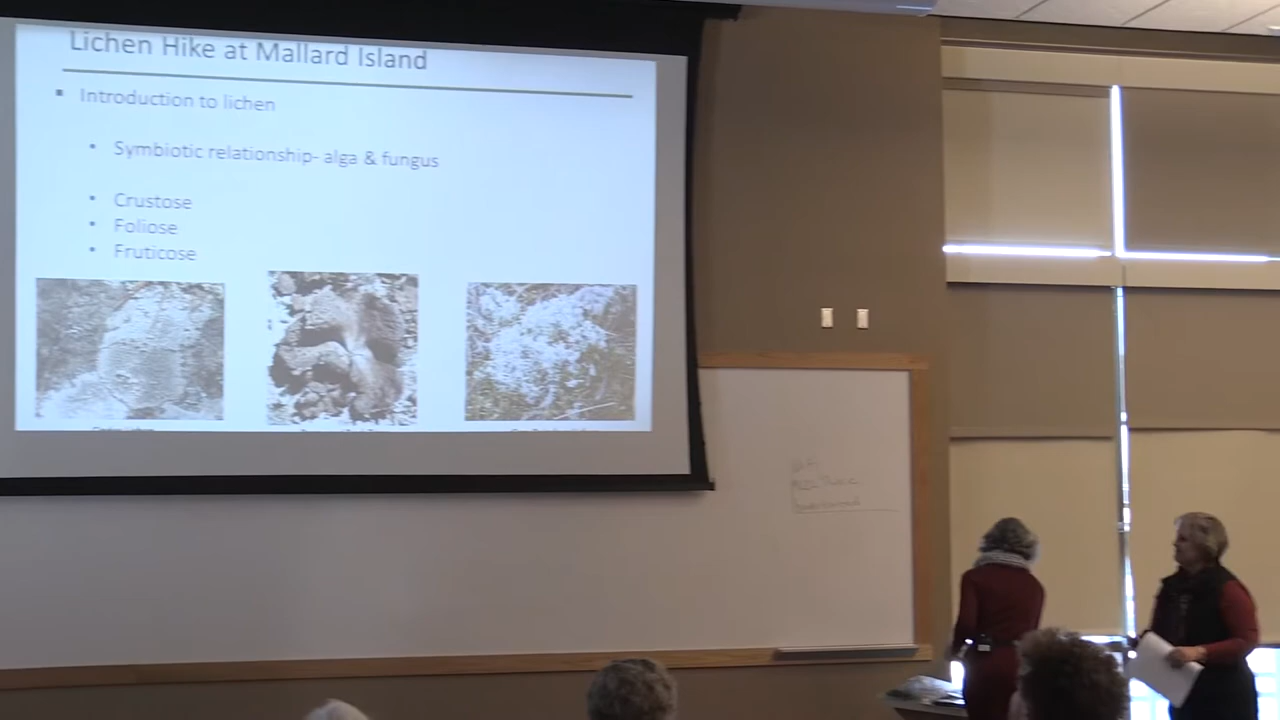 Lichen Hike at Mallard Island
Introduction to lichen
Symbiotic relationship- alga & fungus
Crustose
Foliose
Fruticose